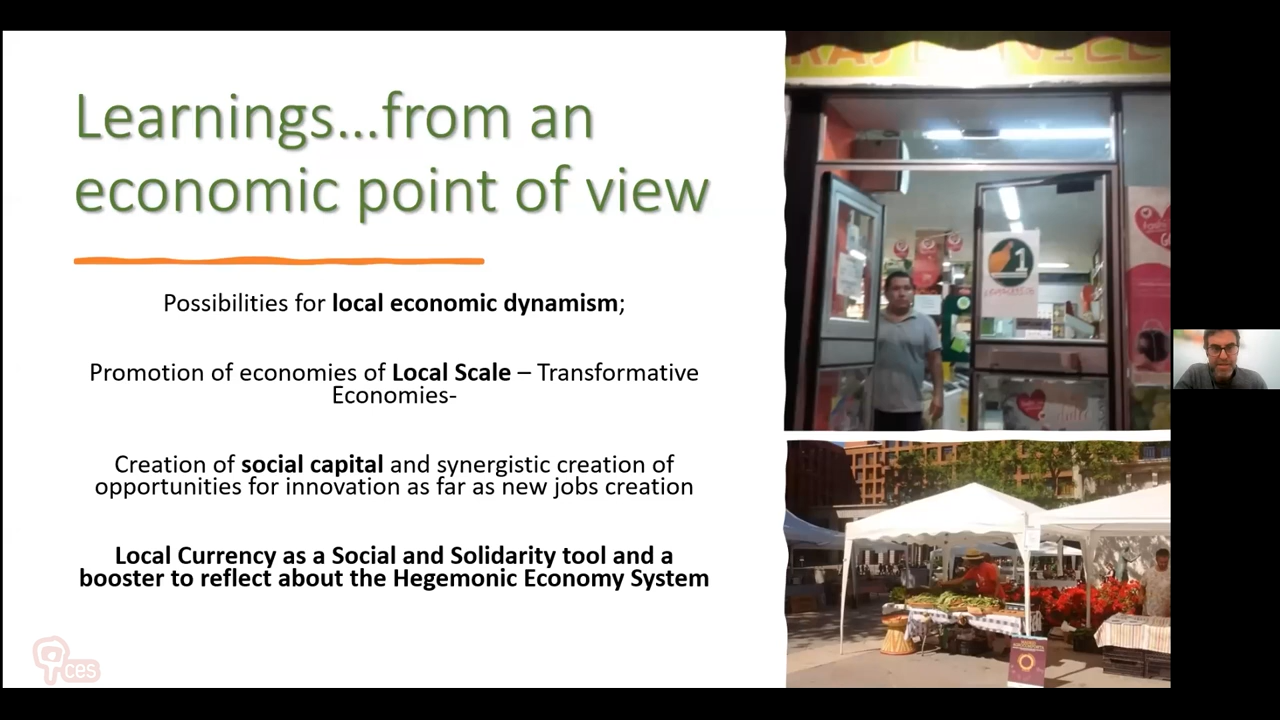 Learnings...from an
economic point of view
Possibilities for local economic dynamism;
Promotion of economies of Local Scale – Transformative
Economies-
Creation of social capital and synergistic creation of
opportunities for innovation as far as new jobs creation
Local Currency as a Social and Solidarity tool and a
booster to reflect about the Hegemonic Economy System
ces
1